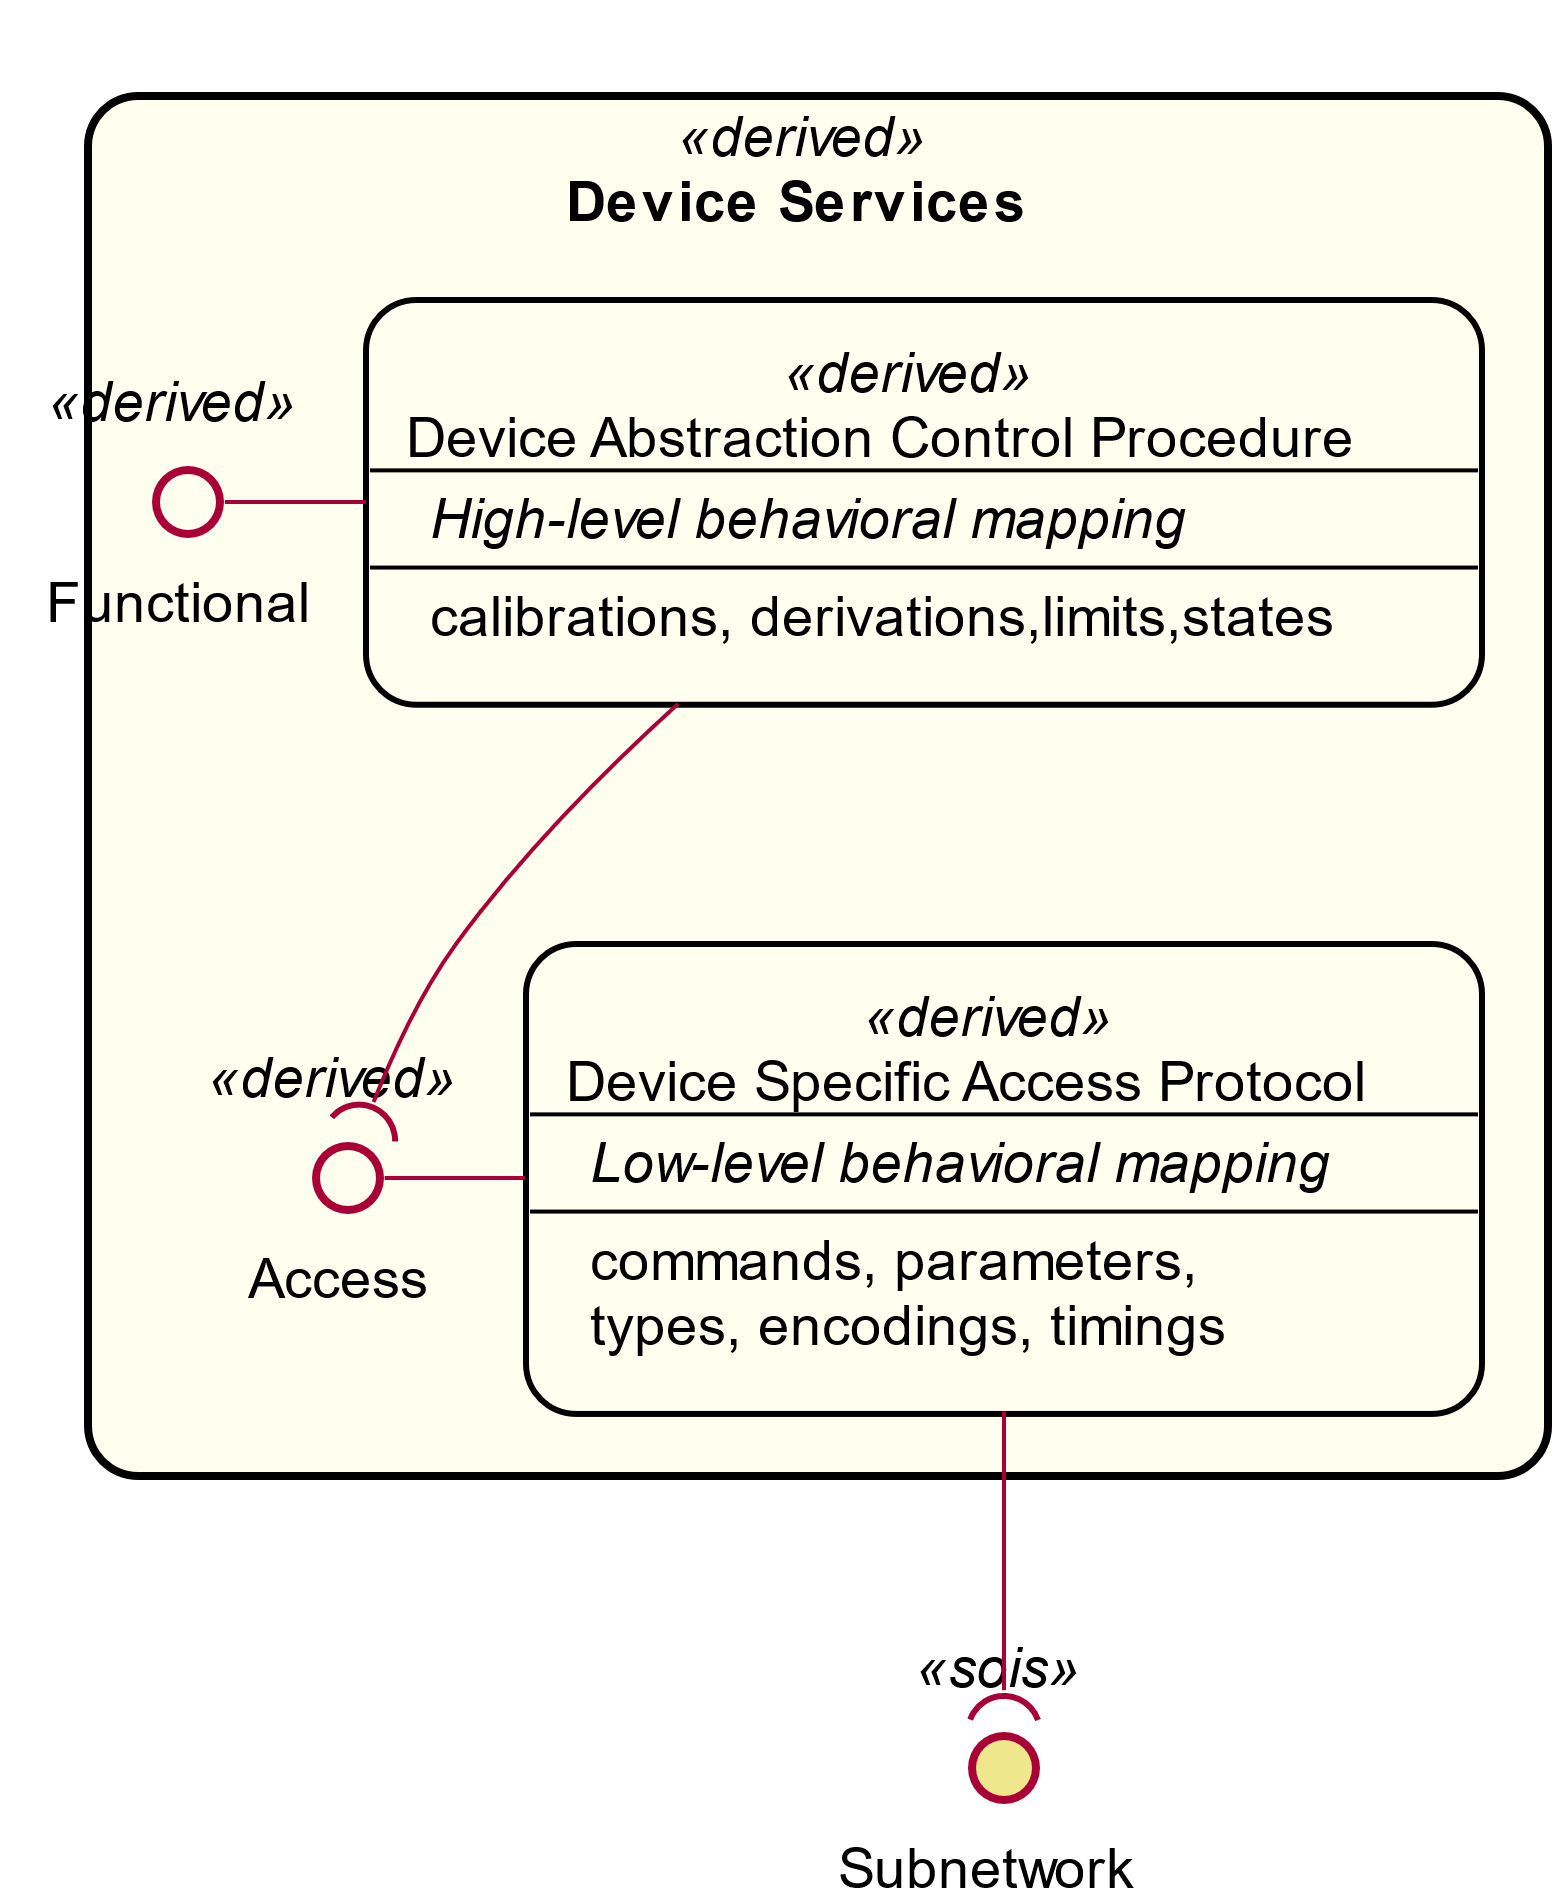 «derived»
Device Services
«derived»
Device Abstraction Control Procedure
«derived»
High-level behavioral mapping
Functional
calibrations, derivations,limits,states
«derived»
Device Specific Access Protocol
«derived»
Low-level behavioral mapping
Access
commands, parameters,
types, encodings, timings
«sois»
Subnetwork